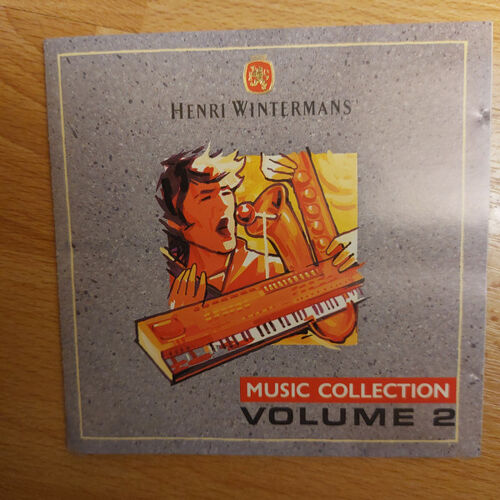 HENRI WINTERMANS
MUSIC COLLECTION
VOLUME 2